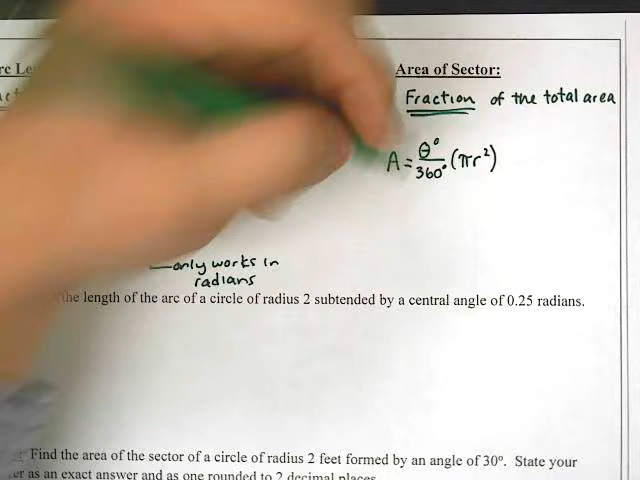 Area of Sector:
Fraction of the total area
A = θ°/360° (πr²)
only works in
radians
the length of the arc of a circle of radius 2 subtended by a central angle of 0.25 radians.
Find the area of the sector of a circle of radius 2 feet formed by an angle of 30°. State your
as an exact answer and as one rounded to 2 decimal places